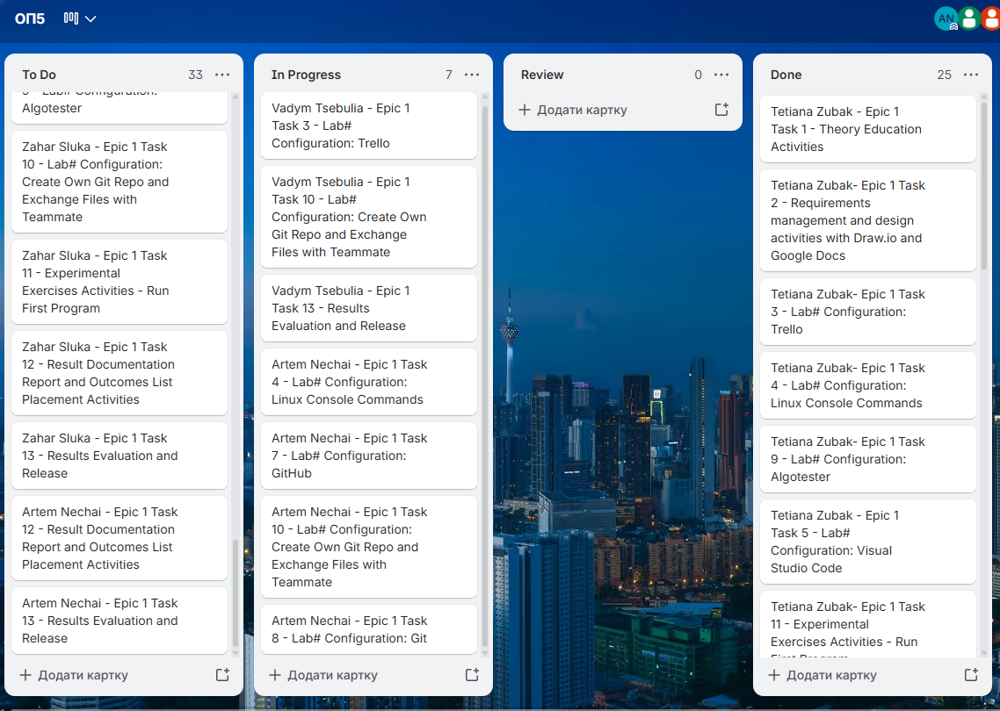 ОП5
AN
To Do 33
Algotester
Zahar Sluka - Epic 1 Task
10 - Lab# Configuration:
Create Own Git Repo and
Exchange Files with
Teammate
Zahar Sluka - Epic 1 Task
11 - Experimental
Exercises Activities - Run
First Program
Zahar Sluka - Epic 1 Task
12 - Result Documentation
Report and Outcomes List
Placement Activities
Zahar Sluka - Epic 1 Task
13 - Results Evaluation and
Release
Artem Nechai - Epic 1 Task
12 - Result Documentation
Report and Outcomes List
Placement Activities
Artem Nechai - Epic 1 Task
13 - Results Evaluation and
Release
Додати картку
In Progress 7
Vadym Tsebulia - Epic 1
Task 3 - Lab#
Configuration: Trello
Vadym Tsebulia - Epic 1
Task 10 - Lab#
Configuration: Create Own
Git Repo and Exchange
Files with Teammate
Vadym Tsebulia - Epic 1
Task 13 - Results
Evaluation and Release
Artem Nechai - Epic 1 Task
4 - Lab# Configuration:
Linux Console Commands
Artem Nechai - Epic 1 Task
7 - Lab# Configuration:
GitHub
Artem Nechai - Epic 1 Task
10 - Lab# Configuration:
Create Own Git Repo and
Exchange Files with
Teammate
Artem Nechai - Epic 1 Task
8 - Lab# Configuration: Git
Додати картку
Review 0
Додати картку
Done 25
Tetiana Zubak - Epic 1
Task 1 - Theory Education
Activities
Tetiana Zubak- Epic 1 Task
2 - Requirements
management and design
activities with Draw.io and
Google Docs
Tetiana Zubak- Epic 1 Task
3 - Lab# Configuration:
Trello
Tetiana Zubak- Epic 1 Task
4 - Lab# Configuration:
Linux Console Commands
Tetiana Zubak- Epic 1 Task
9 - Lab# Configuration:
Algotester
Tetiana Zubak - Epic 1
Task 5 - Lab#
Configuration: Visual
Studio Code
Tetiana Zubak- Epic 1 Task
11 - Experimental
Exercises Activities - Run
First Program
Додати картку